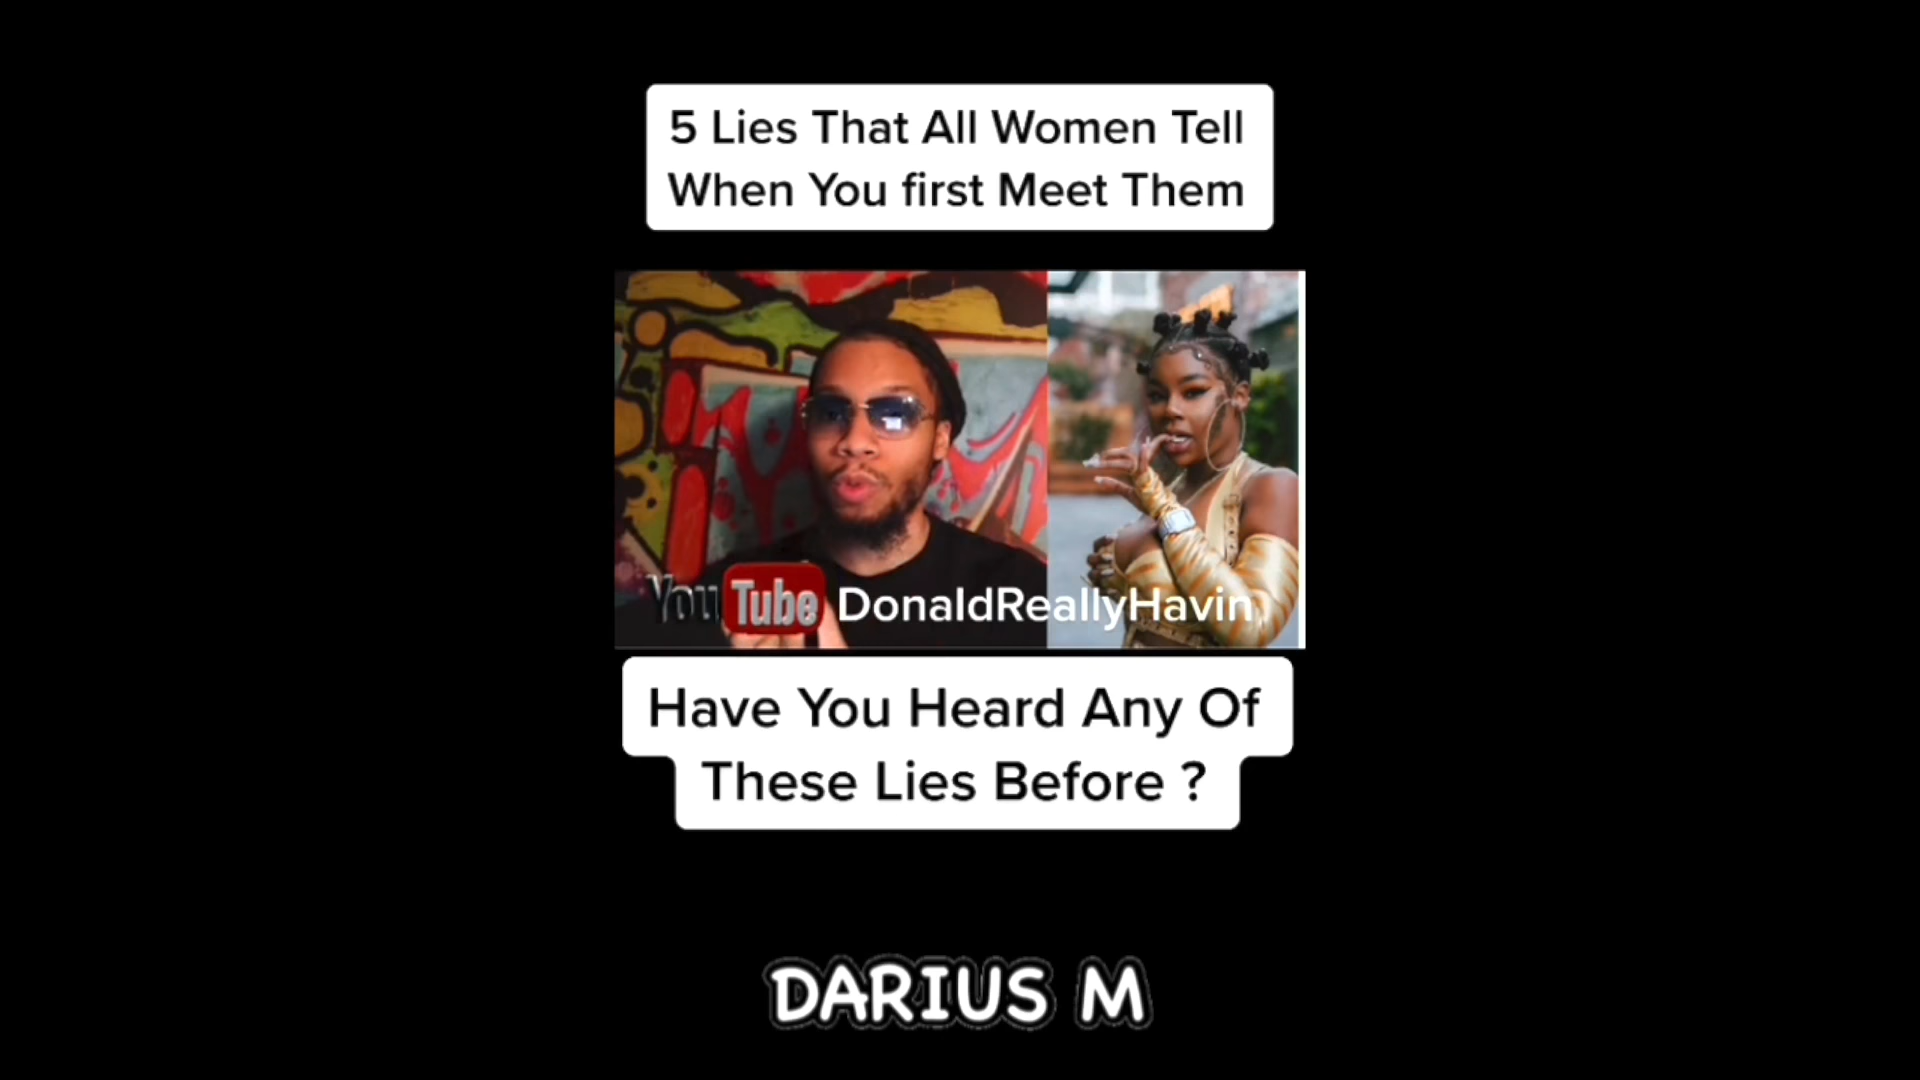 5 Lies That All Women Tell
When You first Meet Them
YouTube DonaldReallyHavin
Have You Heard Any Of
These Lies Before ?
DARIUS M